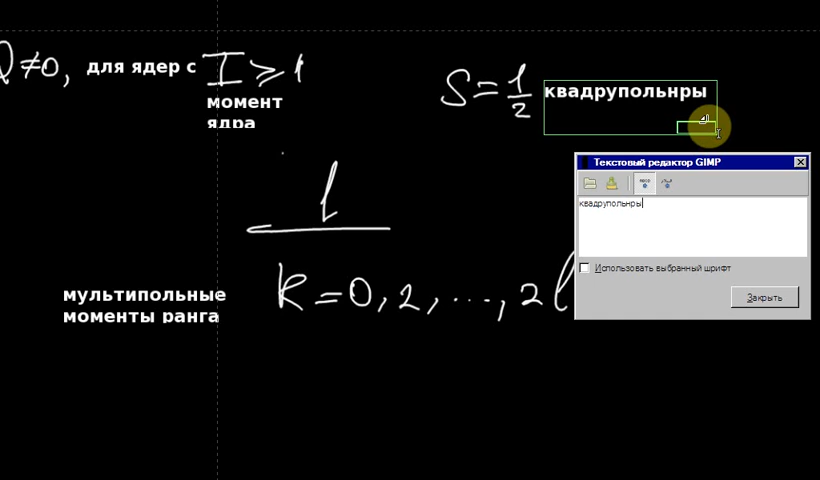 Q≠0, для ядер с I ⩾ 1
момент
ядра
S = 1/2 квадрупольнры
Текстовый редактор GIMP
квадрупольнры
Использовать выбранный шрифт
Закрыть
l
мультипольные
моменты ранга
k = 0, 2, ..., 2l